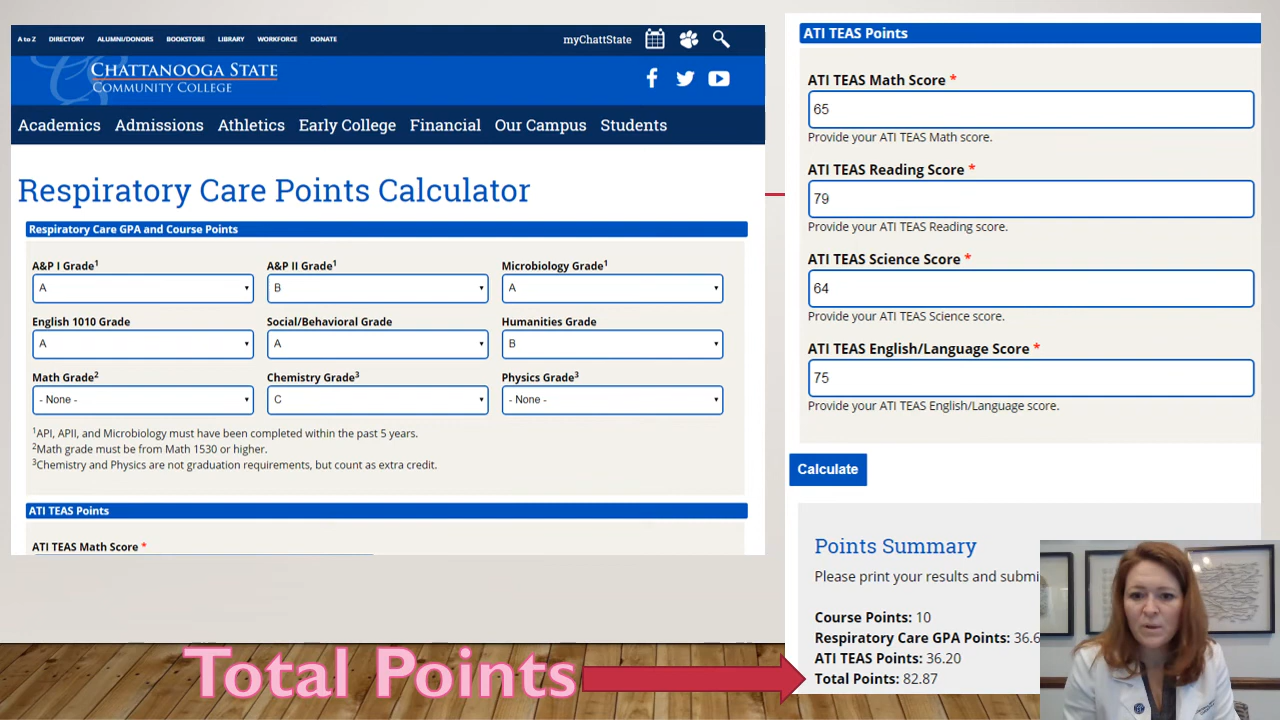 A to Z DIRECTORY ALUMNI/DONORS BOOKSTORE LIBRARY WORKFORCE DONATE myChattState
CHATTANOOGA STATE
COMMUNITY COLLEGE
Academics Admissions Athletics Early College Financial Our Campus Students
Respiratory Care Points Calculator
Respiratory Care GPA and Course Points
A&P I Grade1 A&P II Grade1 Microbiology Grade1
A B A
English 1010 Grade Social/Behavioral Grade Humanities Grade
A A B
Math Grade2 Chemistry Grade3 Physics Grade3
- None - C - None -
1API, APII, and Microbiology must have been completed within the past 5 years.
2Math grade must be from Math 1530 or higher.
3Chemistry and Physics are not graduation requirements, but count as extra credit.
ATI TEAS Points
ATI TEAS Math Score *
ATI TEAS Points
ATI TEAS Math Score *
65
Provide your ATI TEAS Math score.
ATI TEAS Reading Score *
79
Provide your ATI TEAS Reading score.
ATI TEAS Science Score *
64
Provide your ATI TEAS Science score.
ATI TEAS English/Language Score *
75
Provide your ATI TEAS English/Language score.
Calculate
Points Summary
Please print your results and submi
Course Points: 10
Respiratory Care GPA Points: 36.6
ATI TEAS Points: 36.20
Total Points: 82.87
Total Points